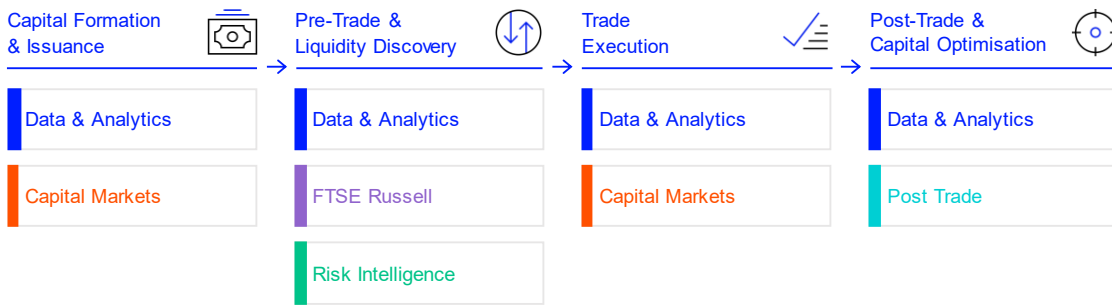 Capital Formation
& Issuance
Data & Analytics
Capital Markets
Pre-Trade &
Liquidity Discovery
Data & Analytics
FTSE Russell
Risk Intelligence
Trade
Execution
Data & Analytics
Capital Markets
Post-Trade &
Capital Optimisation
Data & Analytics
Post Trade